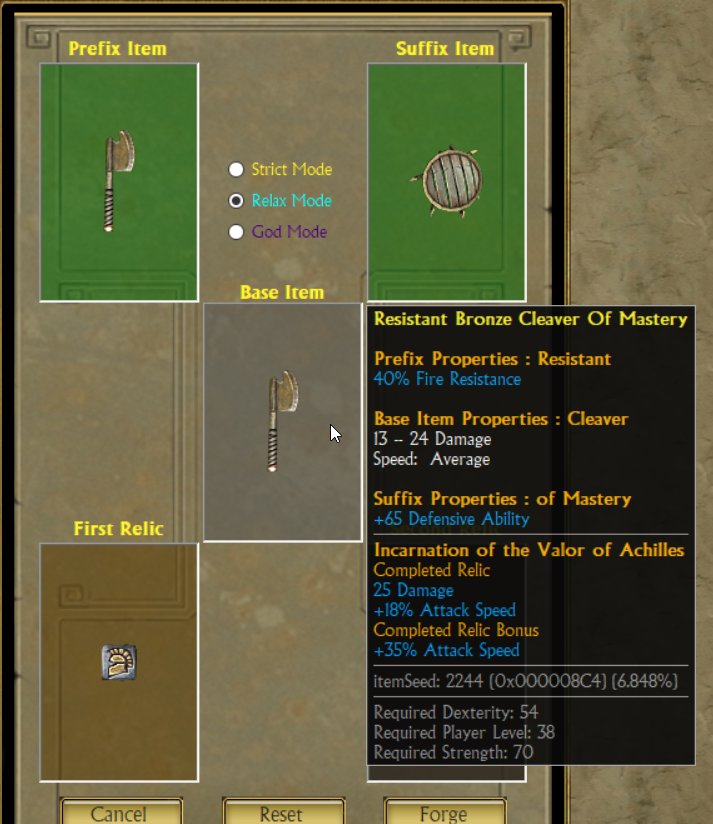 Prefix Item
Suffix Item
Strict Mode
Relax Mode
God Mode
Base Item
Resistant Bronze Cleaver Of Mastery
Prefix Properties : Resistant
40% Fire Resistance
Base Item Properties : Cleaver
13 - 24 Damage
Speed: Average
Suffix Properties : of Mastery
+65 Defensive Ability
First Relic
Incarnation of the Valor of Achilles
Completed Relic
25 Damage
+18% Attack Speed
Completed Relic Bonus
+35% Attack Speed
itemSeed: 2244 (0x000008C4) (6.848%)
Required Dexterity: 54
Required Player Level: 38
Required Strength: 70
Cancel
Reset
Forge